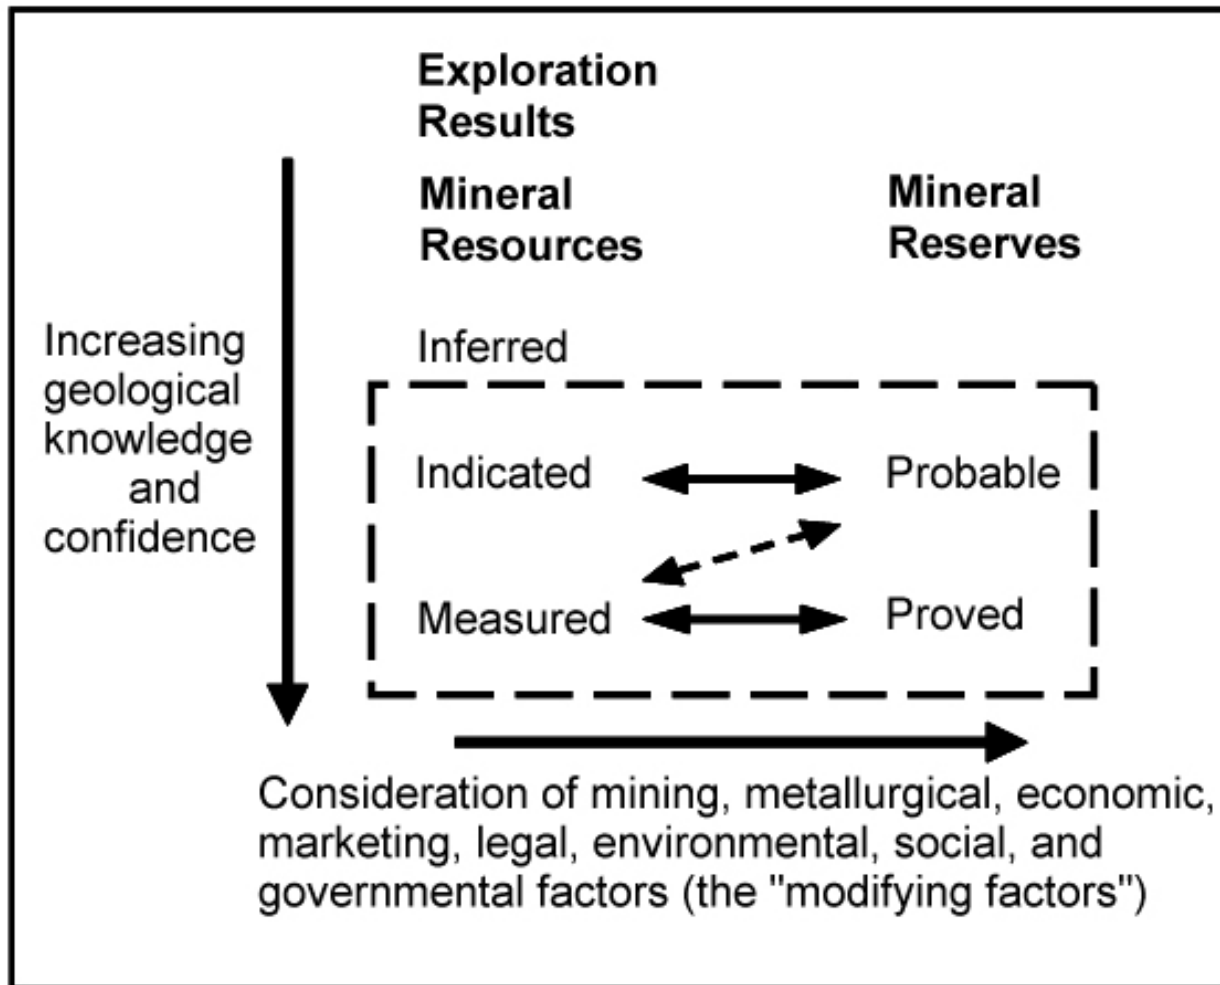 Exploration
Results
Mineral
Resources
Mineral
Reserves
Increasing
geological
knowledge
and
confidence
Inferred
Indicated
Probable
Measured
Proved
Consideration of mining, metallurgical, economic,
marketing, legal, environmental, social, and
governmental factors (the "modifying factors")